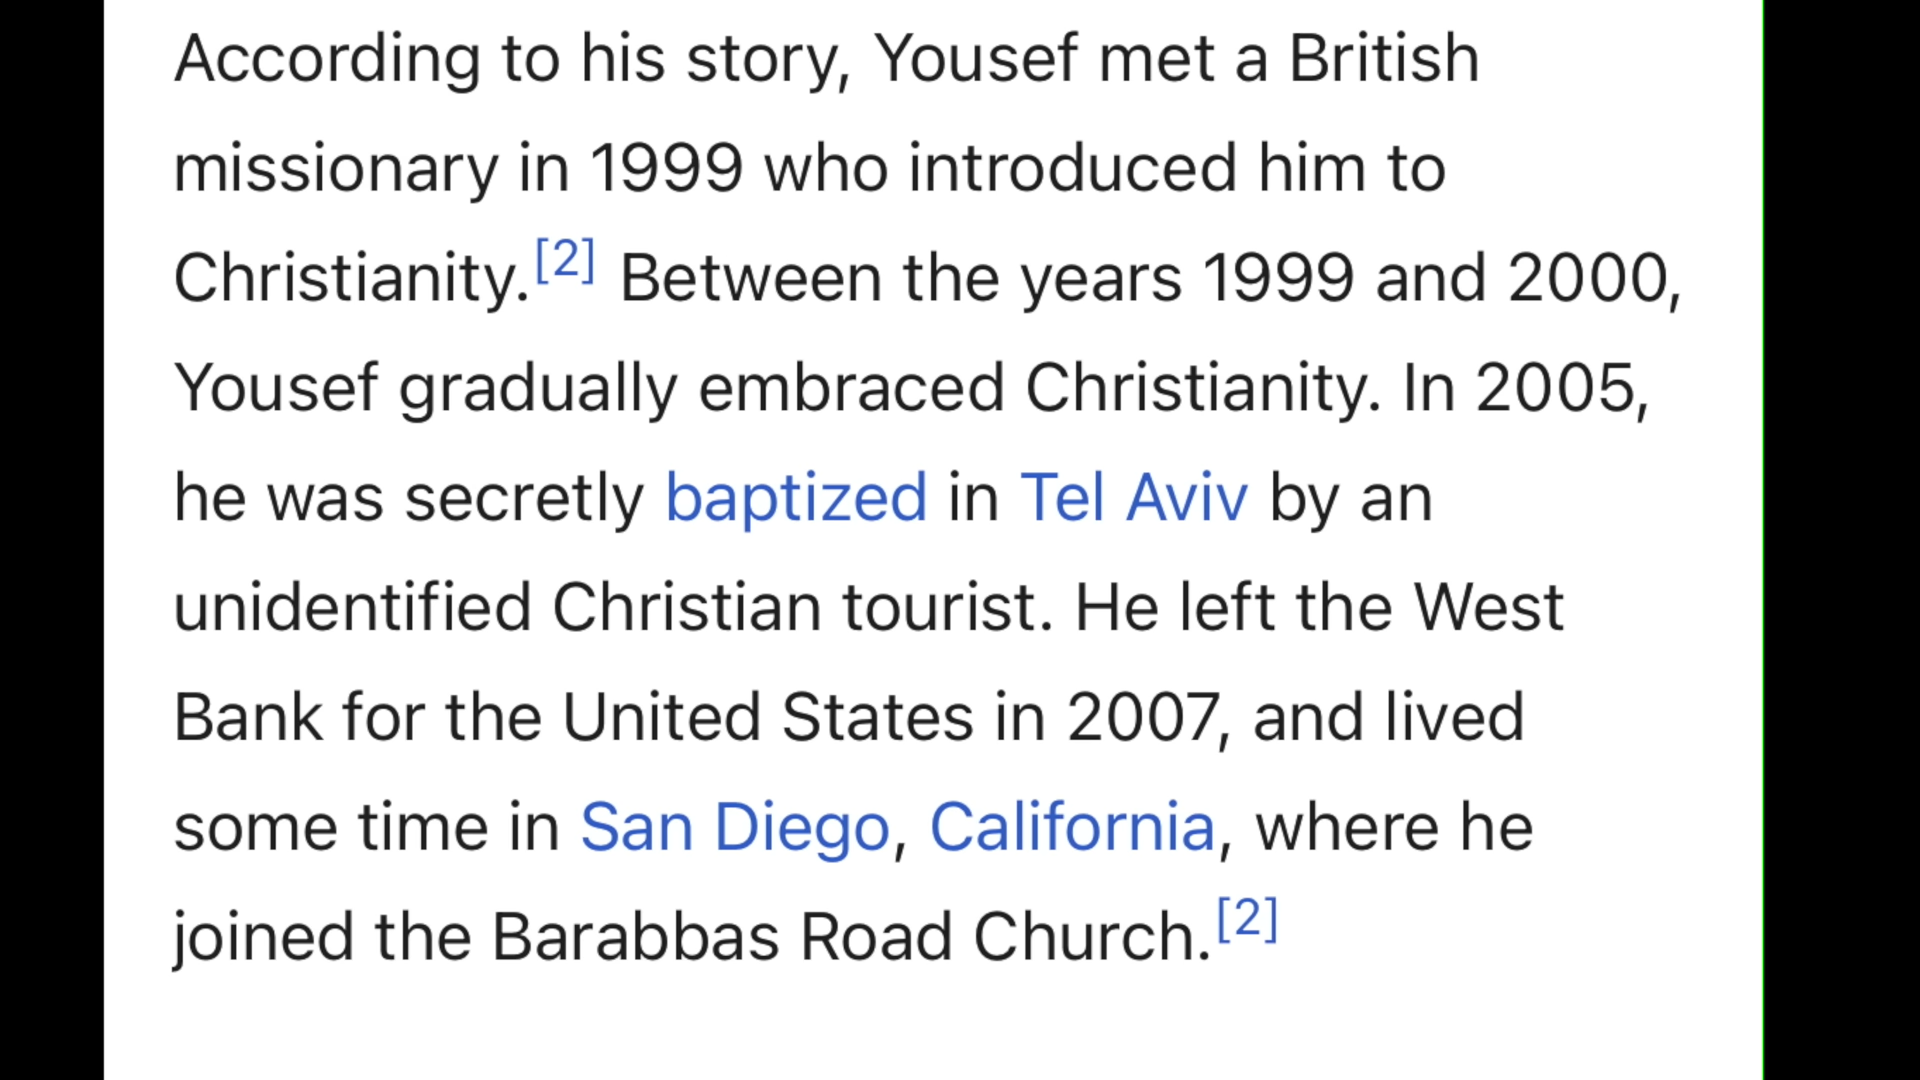 According to his story, Yousef met a British
missionary in 1999 who introduced him to
Christianity.[2] Between the years 1999 and 2000,
Yousef gradually embraced Christianity. In 2005,
he was secretly baptized in Tel Aviv by an
unidentified Christian tourist. He left the West
Bank for the United States in 2007, and lived
some time in San Diego, California, where he
joined the Barabbas Road Church.[2]